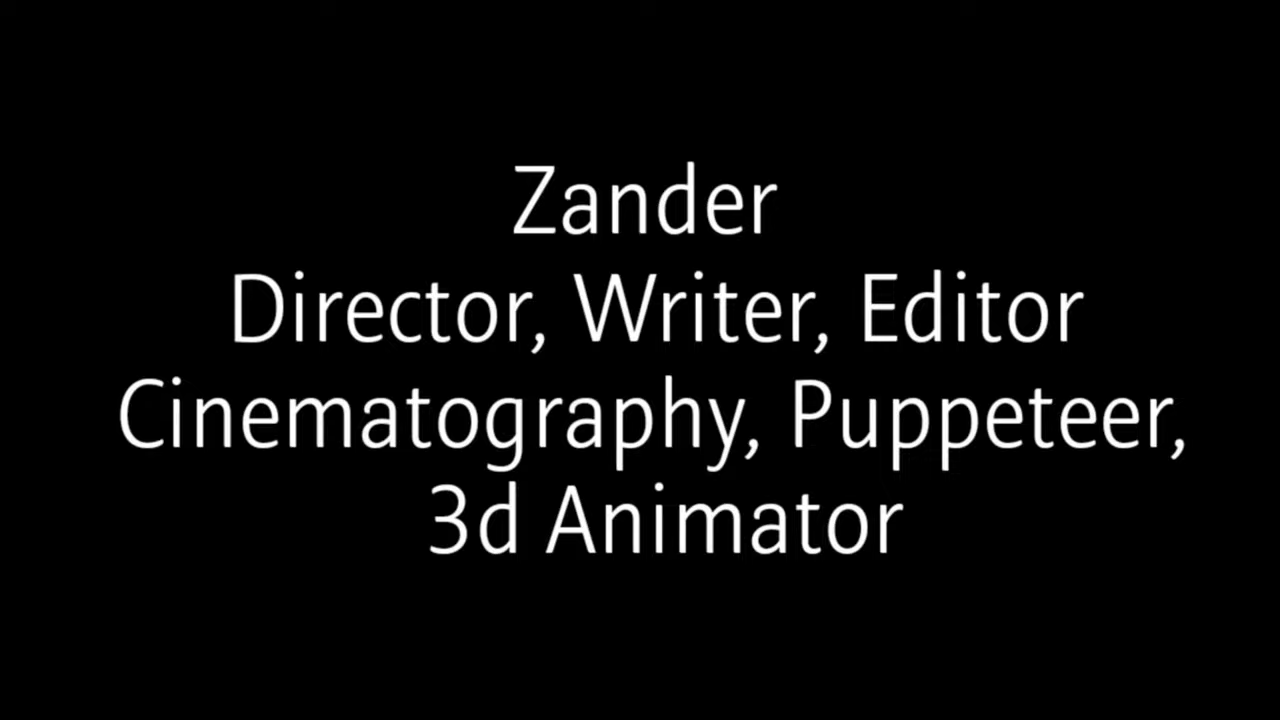 Zander
Director, Writer, Editor
Cinematography, Puppeteer,
3d Animator